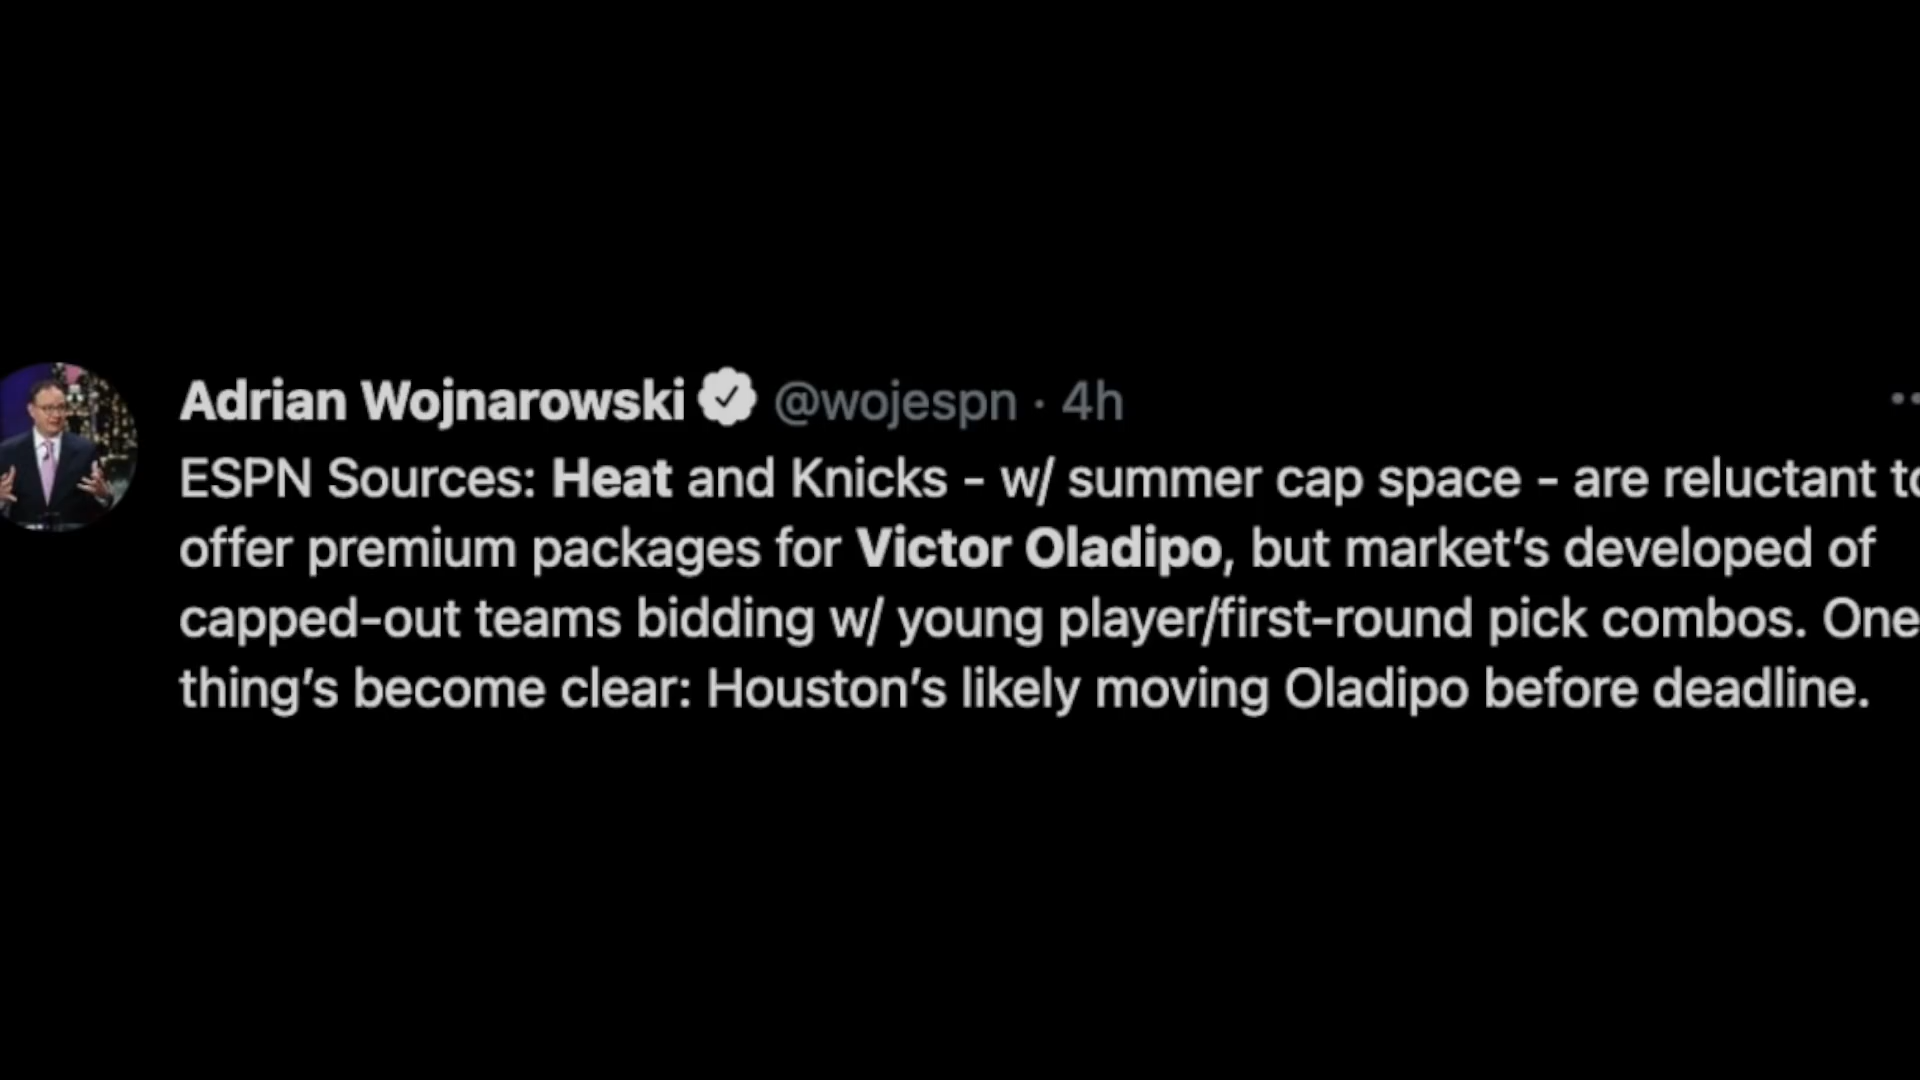 Adrian Wojnarowski @wojespn · 4h
ESPN Sources: Heat and Knicks - w/ summer cap space - are reluctant to
offer premium packages for Victor Oladipo, but market’s developed of
capped-out teams bidding w/ young player/first-round pick combos. One
thing’s become clear: Houston’s likely moving Oladipo before deadline.